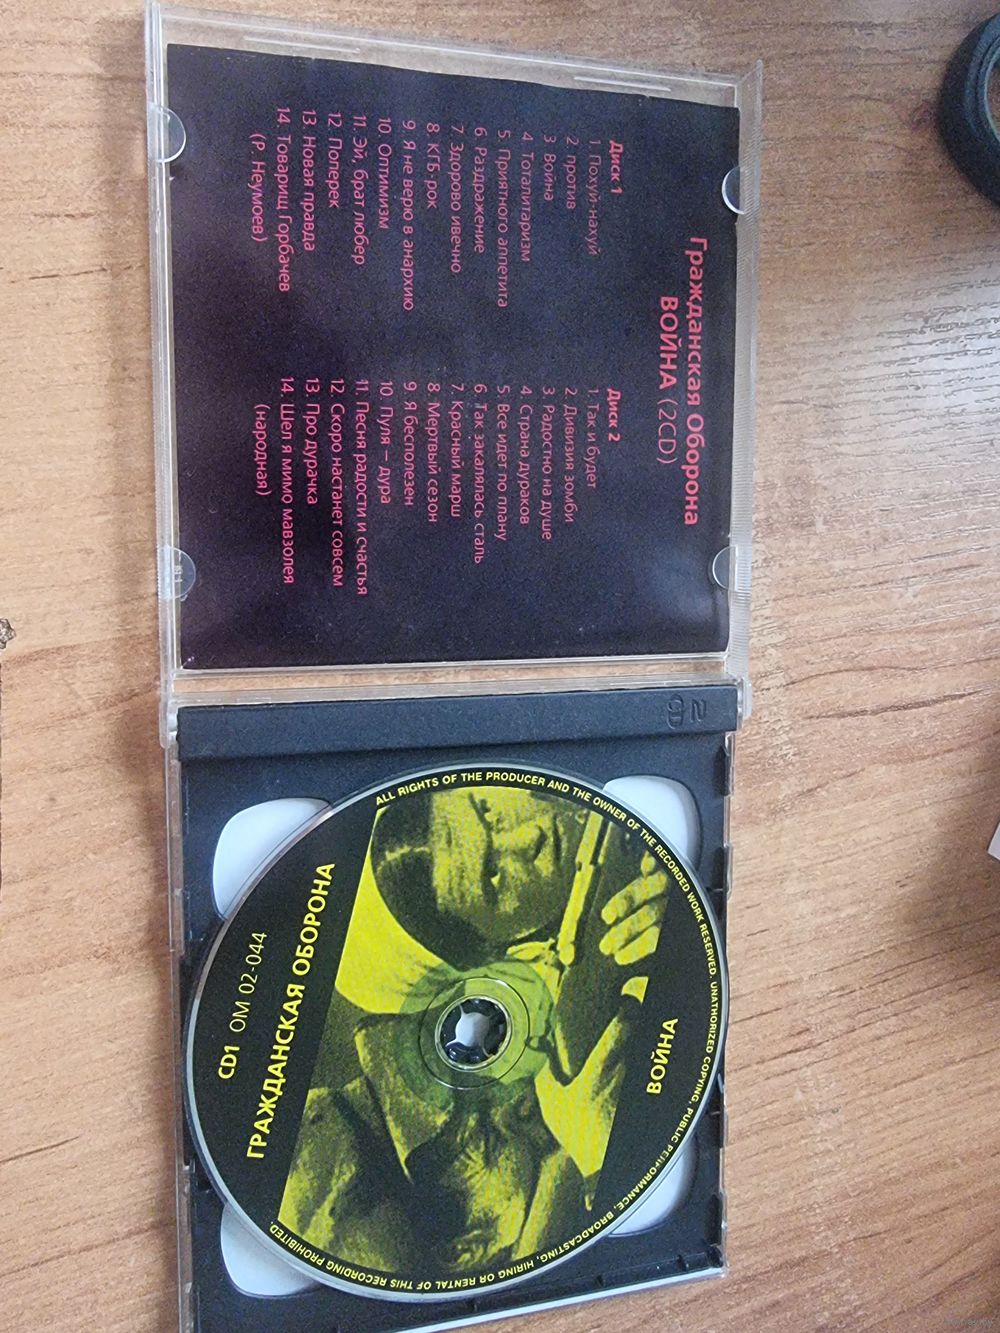 Гражданская Оборона
ВОЙНА (2CD)
Диск 1
1. Похуй-нахуй
2 против
3 Война
4 Тоталитаризм
5. Приятного аппетита
6. Раздражение
7. Здорово ивечно
8. КГБ рок
9. Я не верю в анархию
10. Оптимизм
11. Эй, брат любер
12 Поперек
13. Новая правда
14. Товарищ Горбачев
(Р. Неумоев)
Диск 2
1. Так и будет
2. Дивизия зомби
3. Радостно на душе
4. Страна дураков
5. Все идет по плану
6. Так закалялась сталь
7. Красный марш
8. Мертвый сезон
9. Я бесполезен
10. Пуля – дура
11. Песня радости и счастья
12. Скоро настанет совсем
13. Про дурачка
14. Шел я мимо мавзолея
(народная)
2CD
ALL RIGHTS OF THE PRODUCER AND THE OWNER OF THE RECORDED WORK RESERVED. UNATHORIZED COPYING, PUBLIC PERFORMANCE, BROADCASTING, HIRING OR RENTAL OF THIS RECORDING PROHIBITED.
ВОЙНА
ГРАЖДАНСКАЯ ОБОРОНА
CD1 OM 02-044